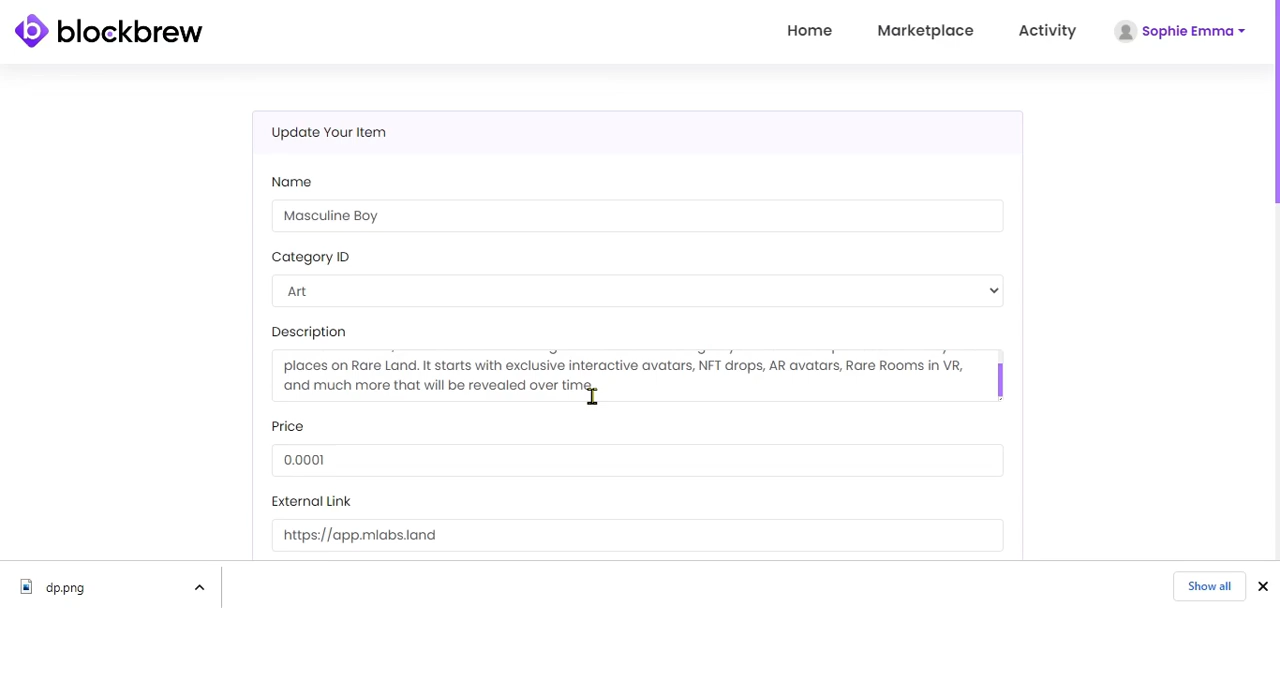 blockbrew
Home
Marketplace
Activity
Sophie Emma
Update Your Item
Name
Masculine Boy
Category ID
Art
Description
places on Rare Land. It starts with exclusive interactive avatars, NFT drops, AR avatars, Rare Rooms in VR,
and much more that will be revealed over time.
Price
0.0001
External Link
https://app.mlabs.land
dp.png
Show all